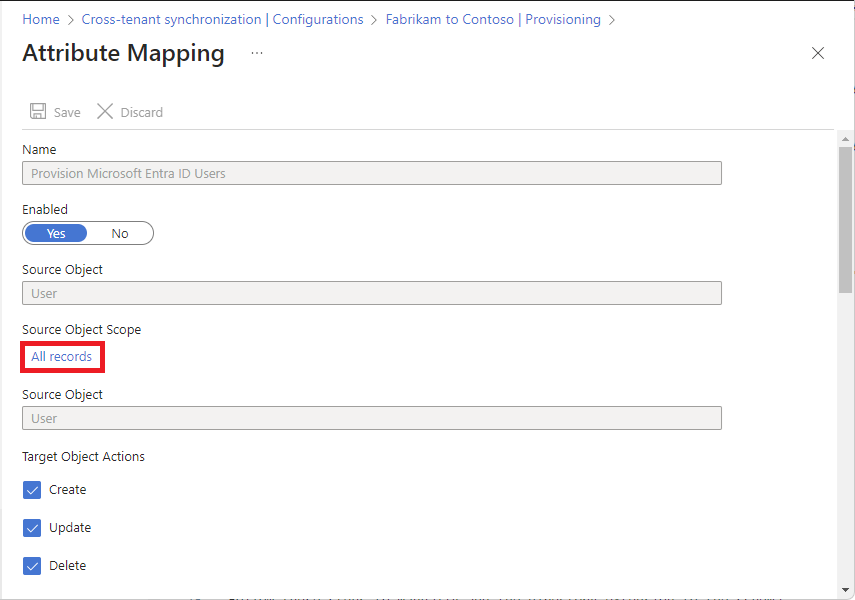 Home > Cross-tenant synchronization | Configurations > Fabrikam to Contoso | Provisioning >
Attribute Mapping ...
Save Discard
Name
Provision Microsoft Entra ID Users
Enabled
Yes No
Source Object
User
Source Object Scope
All records
Source Object
User
Target Object Actions
Create
Update
Delete